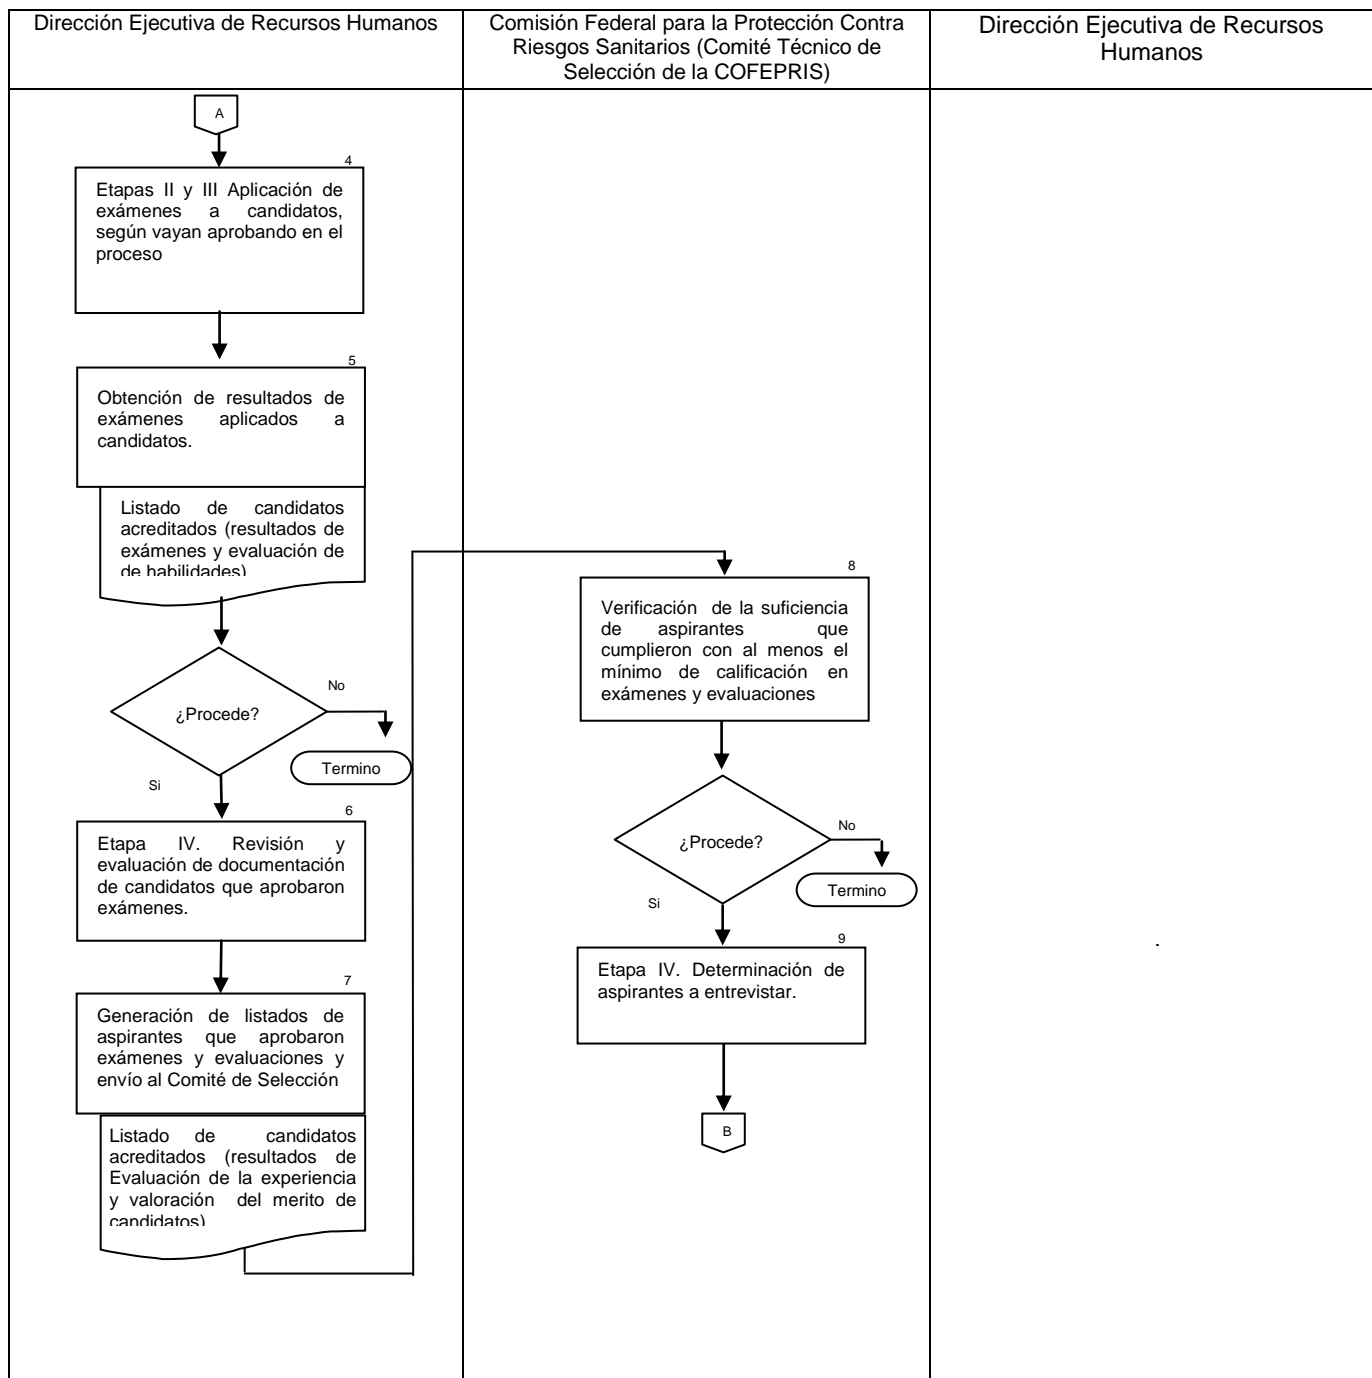 Dirección Ejecutiva de Recursos Humanos
Comisión Federal para la Protección Contra
Riesgos Sanitarios (Comité Técnico de
Selección de la COFEPRIS)
Dirección Ejecutiva de Recursos
Humanos
A
4
Etapas II y III Aplicación de
exámenes a candidatos,
según vayan aprobando en el
proceso
5
Obtención de resultados de
exámenes aplicados a
candidatos.
Listado de candidatos
acreditados (resultados de
exámenes y evaluación de
de habilidades)
¿Procede?
No
Termino
Si
6
Etapa IV. Revisión y
evaluación de documentación
de candidatos que aprobaron
exámenes.
7
Generación de listados de
aspirantes que aprobaron
exámenes y evaluaciones y
envío al Comité de Selección
Listado de candidatos
acreditados (resultados de
Evaluación de la experiencia
y valoración del merito de
candidatos)
8
Verificación de la suficiencia
de aspirantes que
cumplieron con al menos el
mínimo de calificación en
exámenes y evaluaciones
¿Procede?
No
Termino
Si
9
Etapa IV. Determinación de
aspirantes a entrevistar.
B
.